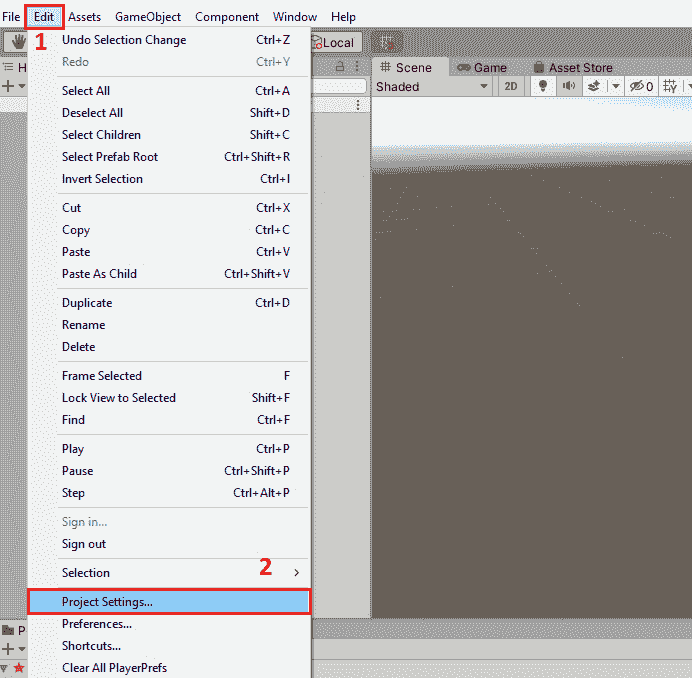 File Edit Assets GameObject Component Window Help
1
Local
H
Scene Game Asset Store
Shaded 2D 0
Undo Selection Change Ctrl+Z
Redo Ctrl+Y
Select All Ctrl+A
Deselect All Shift+D
Select Children Shift+C
Select Prefab Root Ctrl+Shift+R
Invert Selection Ctrl+I
Cut Ctrl+X
Copy Ctrl+C
Paste Ctrl+V
Paste As Child Ctrl+Shift+V
Duplicate Ctrl+D
Rename
Delete
Frame Selected F
Lock View to Selected Shift+F
Find Ctrl+F
Play Ctrl+P
Pause Ctrl+Shift+P
Step Ctrl+Alt+P
Sign in...
Sign out
Selection
2
Project Settings...
P
Preferences...
Shortcuts...
Clear All PlayerPrefs